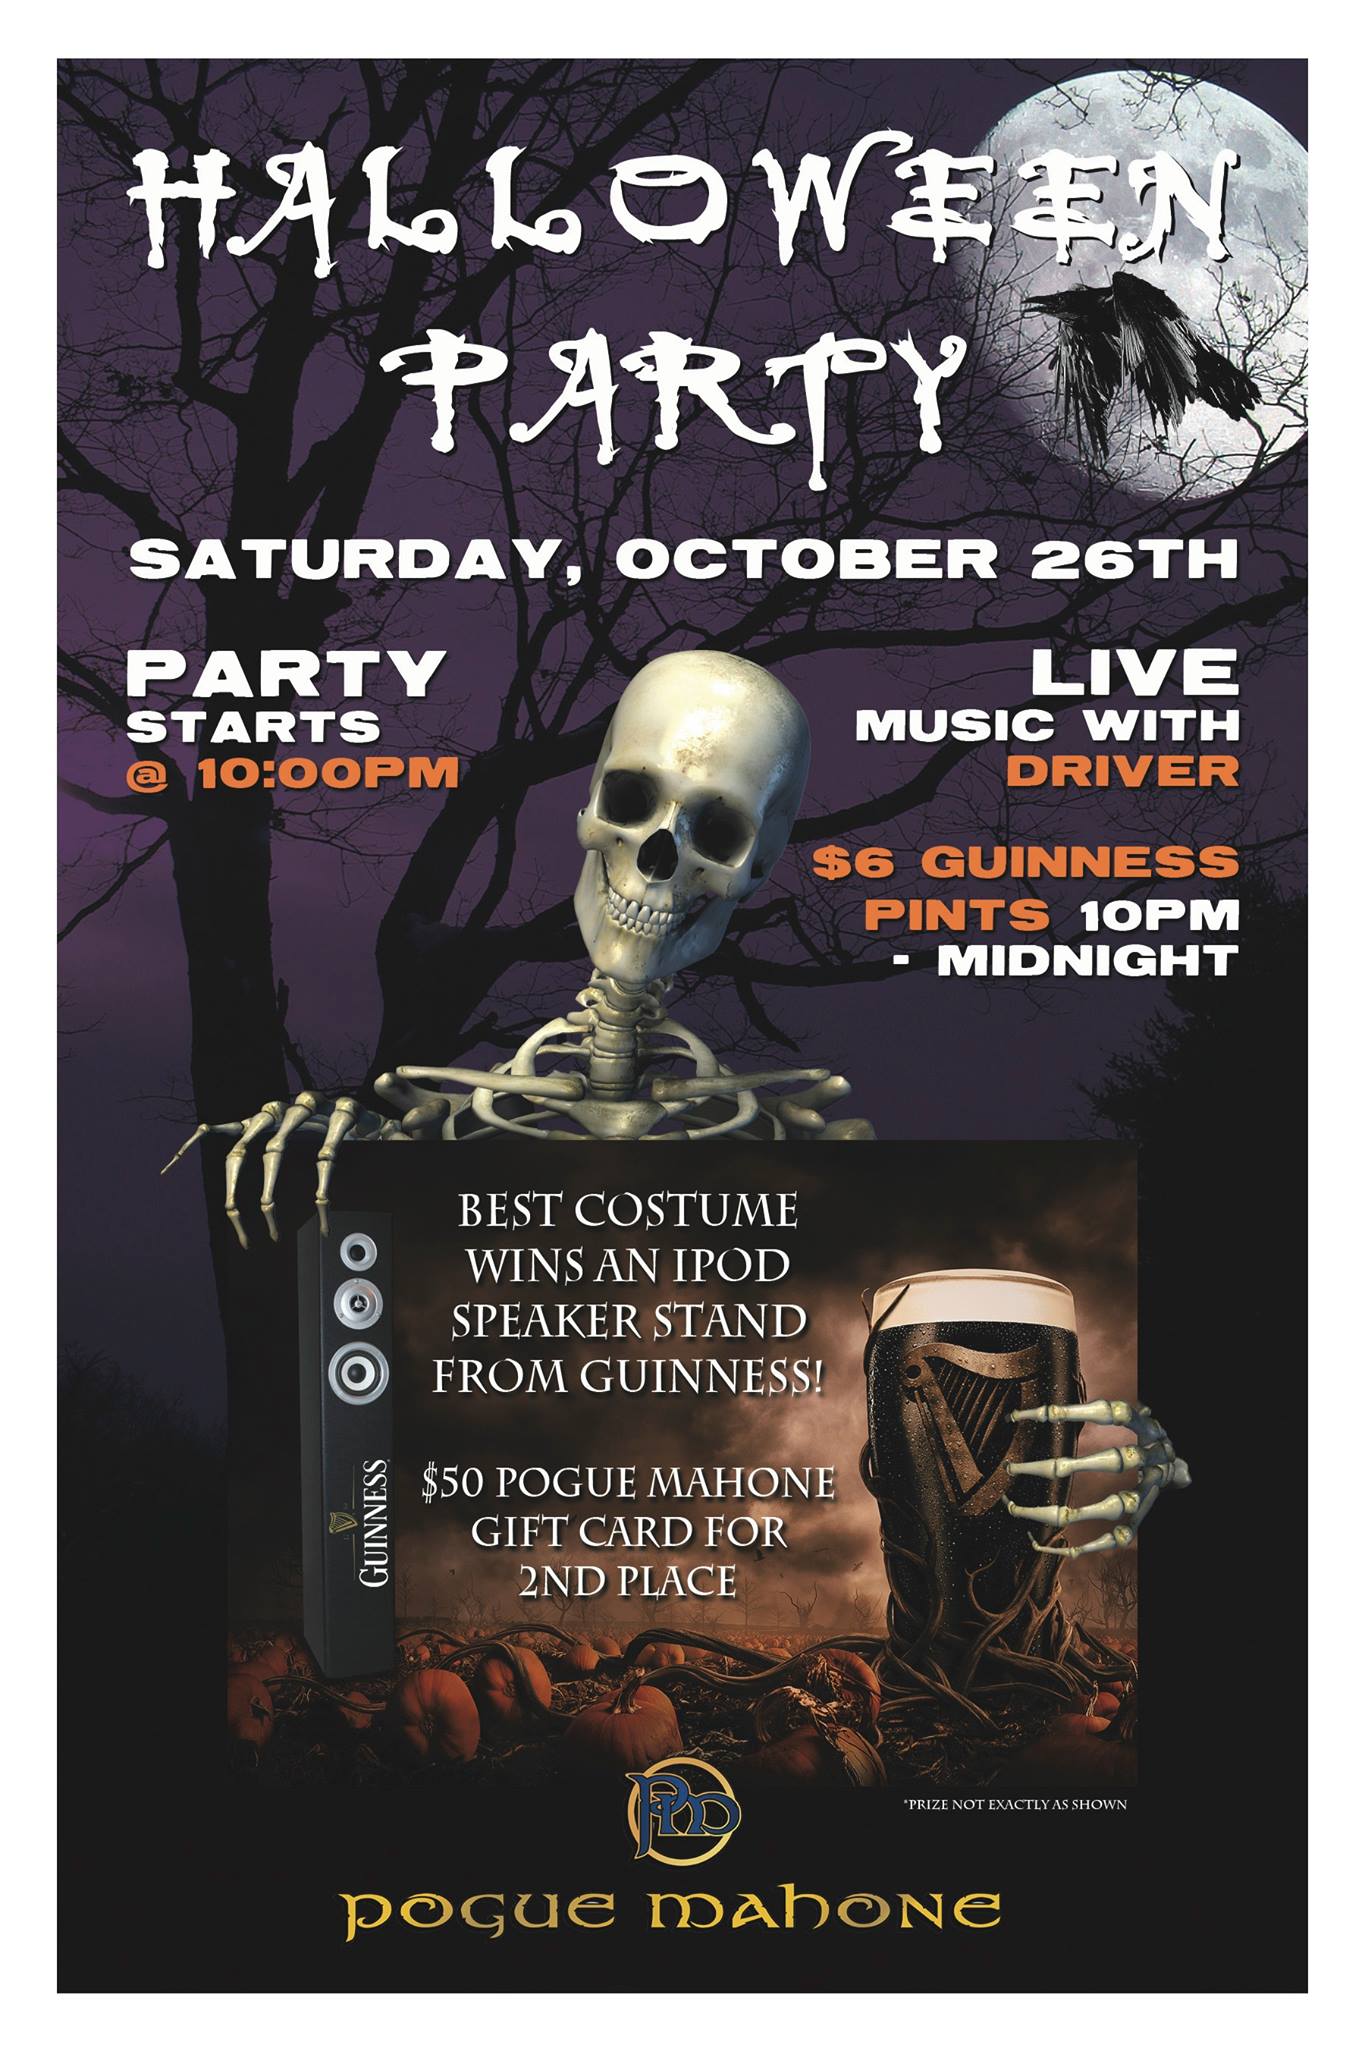 HALLOWEEN
PARTY
SATURDAY, OCTOBER 26TH
PARTY
STARTS
@ 10:00PM
LIVE
MUSIC WITH
DRIVER
$6 GUINNESS
PINTS 10PM
- MIDNIGHT
BEST COSTUME
WINS AN IPOD
SPEAKER STAND
FROM GUINNESS!
$50 POGUE MAHONE
GIFT CARD FOR
2ND PLACE
GUINNESS
*PRIZE NOT EXACTLY AS SHOWN
PM
POGUE MAHONE